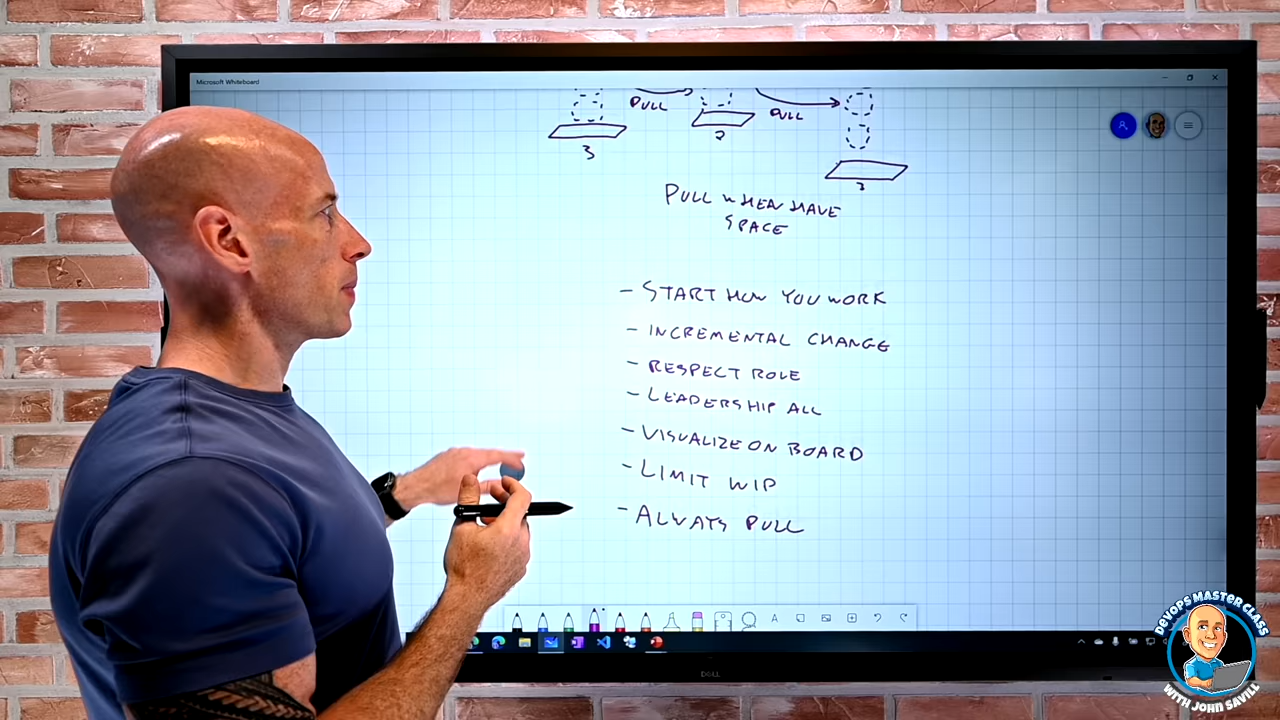 Microsoft Whiteboard
PULL
PULL
3
2
3
PULL WHEN HAVE
SPACE
- START HOW YOU WORK
- INCREMENTAL CHANGE
- RESPECT ROLE
- LEADERSHIP ALL
- VISUALIZE ON BOARD
- LIMIT WIP
- ALWAYS PULL
DELL
DEVOPS MASTER CLASS
WITH JOHN SAVILL